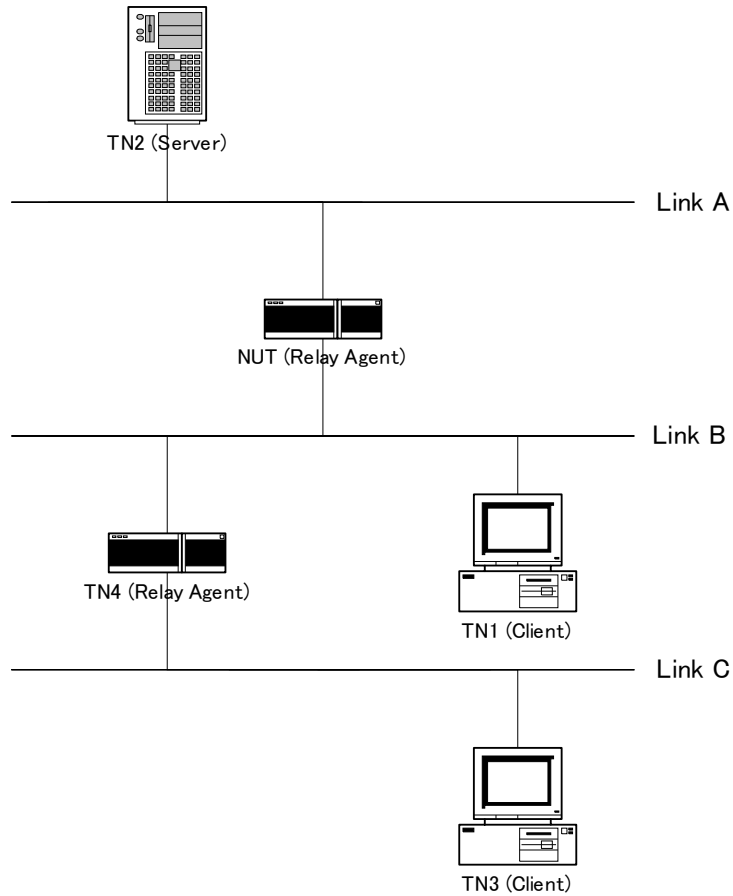 TN2 (Server)
Link A
NUT (Relay Agent)
Link B
TN4 (Relay Agent)
TN1 (Client)
Link C
TN3 (Client)